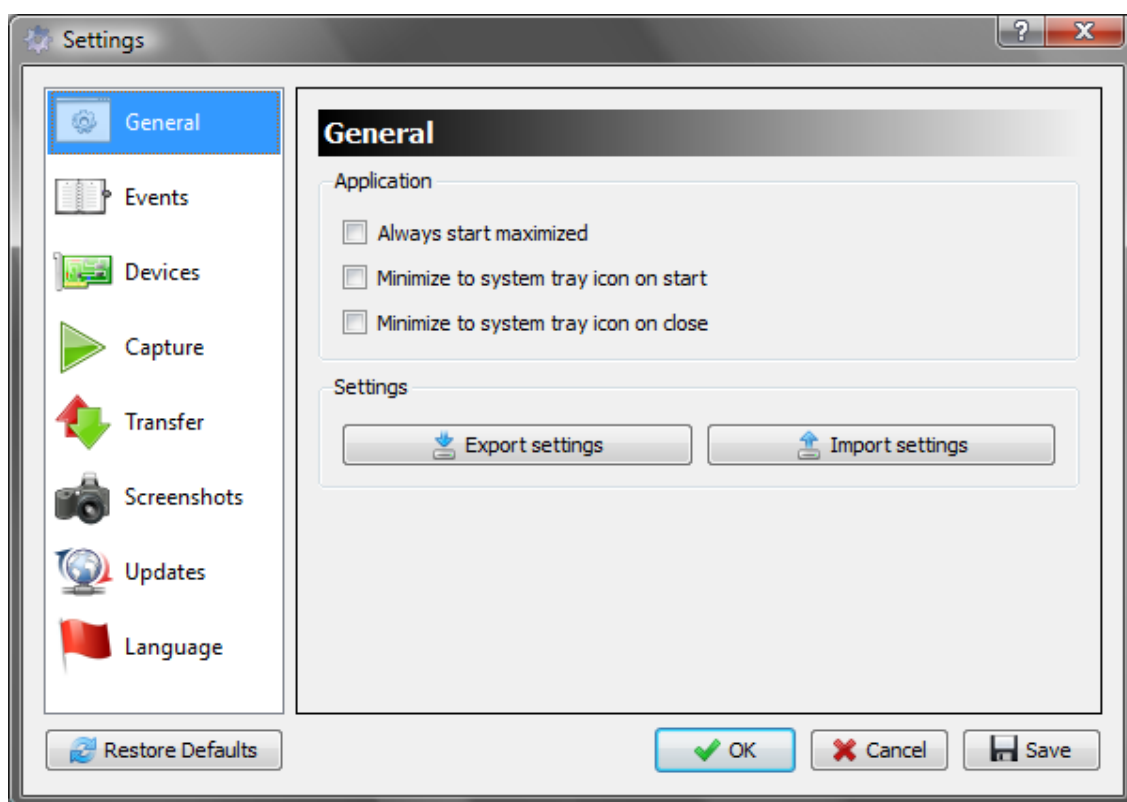 Settings
?
X
General
Events
Devices
Capture
Transfer
Screenshots
Updates
Language
General
Application
Always start maximized
Minimize to system tray icon on start
Minimize to system tray icon on close
Settings
Export settings
Import settings
Restore Defaults
OK
Cancel
Save